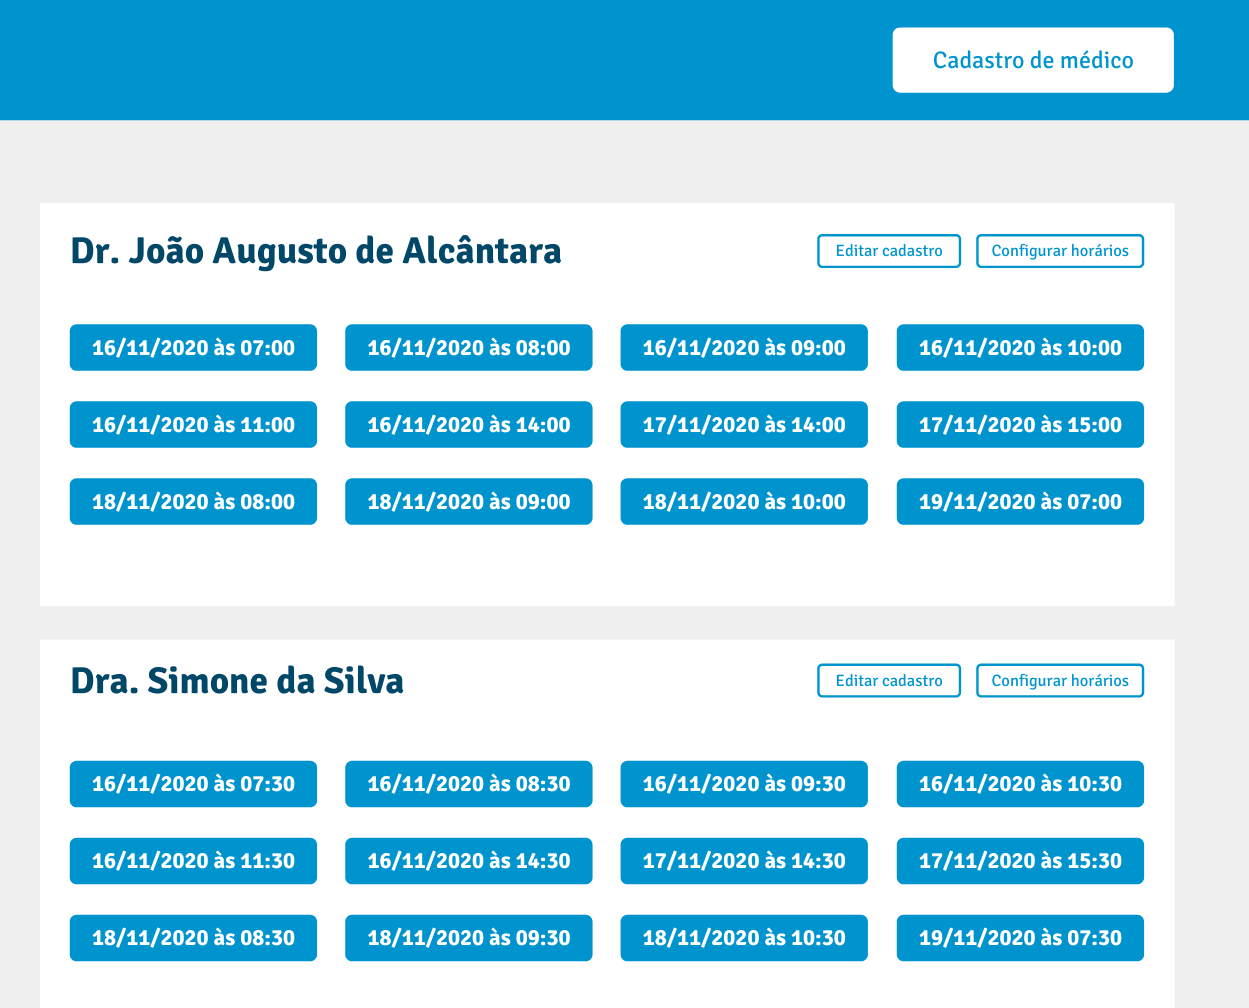 Cadastro de médico
Dr. João Augusto de Alcântara
Editar cadastro
Configurar horários
16/11/2020 às 07:00
16/11/2020 às 08:00
16/11/2020 às 09:00
16/11/2020 às 10:00
16/11/2020 às 11:00
16/11/2020 às 14:00
17/11/2020 às 14:00
17/11/2020 às 15:00
18/11/2020 às 08:00
18/11/2020 às 09:00
18/11/2020 às 10:00
19/11/2020 às 07:00
Dra. Simone da Silva
Editar cadastro
Configurar horários
16/11/2020 às 07:30
16/11/2020 às 08:30
16/11/2020 às 09:30
16/11/2020 às 10:30
16/11/2020 às 11:30
16/11/2020 às 14:30
17/11/2020 às 14:30
17/11/2020 às 15:30
18/11/2020 às 08:30
18/11/2020 às 09:30
18/11/2020 às 10:30
19/11/2020 às 07:30